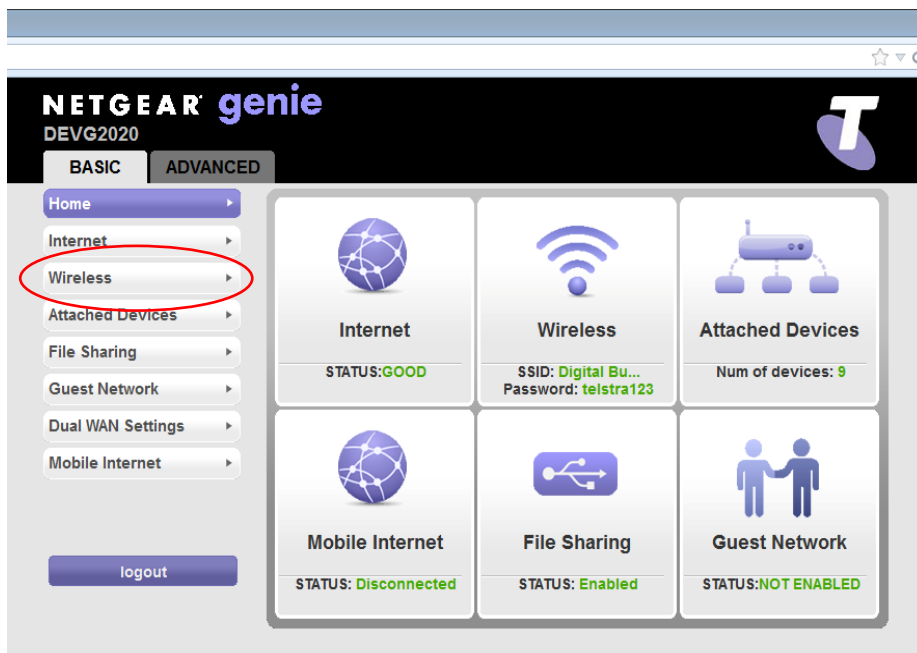 NETGEAR genie
DEVG2020
BASIC ADVANCED
Home
Internet
Wireless
Attached Devices
File Sharing
Guest Network
Dual WAN Settings
Mobile Internet
logout
Internet
STATUS:GOOD
Wireless
SSID: Digital Bu...
Password: telstra123
Attached Devices
Num of devices: 9
Mobile Internet
STATUS: Disconnected
File Sharing
STATUS: Enabled
Guest Network
STATUS:NOT ENABLED
T